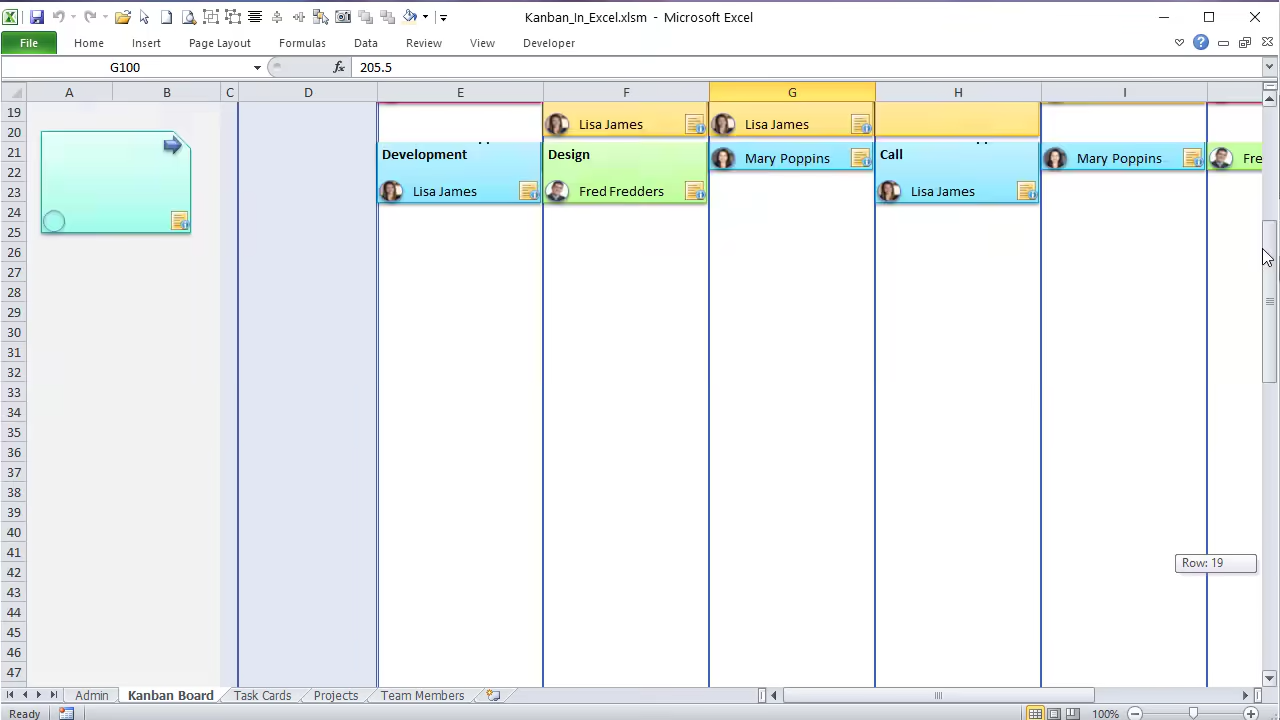 Kanban_In_Excel.xlsm - Microsoft Excel
File Home Insert Page Layout Formulas Data Review View Developer
G100 205.5
A B C D E F G H I
19
Lisa James Lisa James
20
21
Development Design Mary Poppins Call Mary Poppins Fre
22
23
Lisa James Fred Fredders Lisa James
24
25
26
27
28
29
30
31
32
33
34
35
36
37
38
39
40
41
42
Row: 19
43
44
45
46
47
Admin Kanban Board Task Cards Projects Team Members
Ready 100%